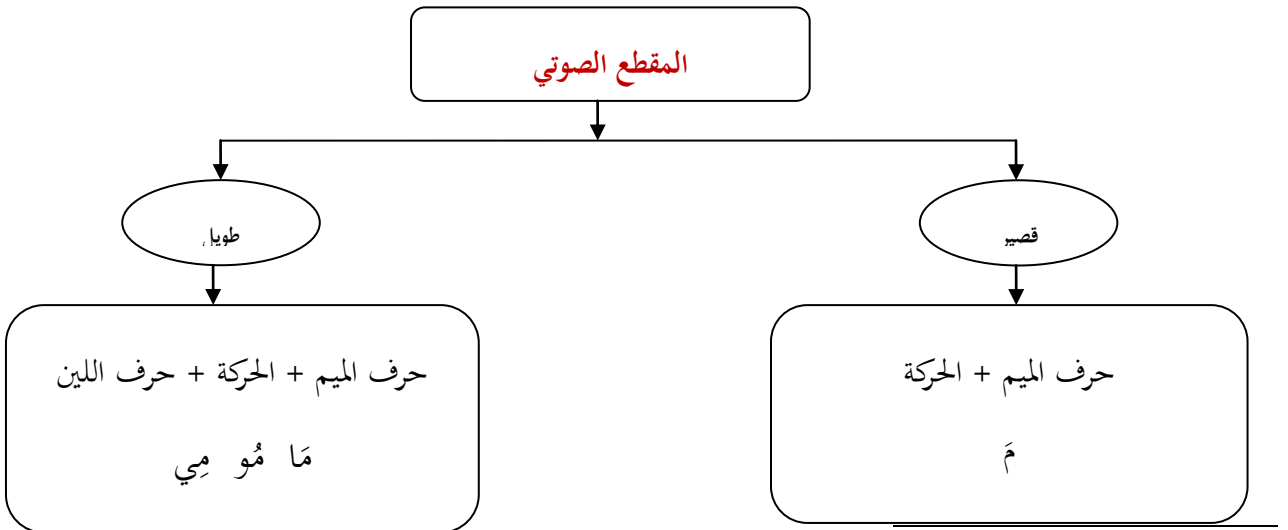 المقطع الصوتي
قصير
طويل
حرف الميم + الحركة
مَ
حرف الميم + الحركة + حرف اللين
مَا مُو مِي